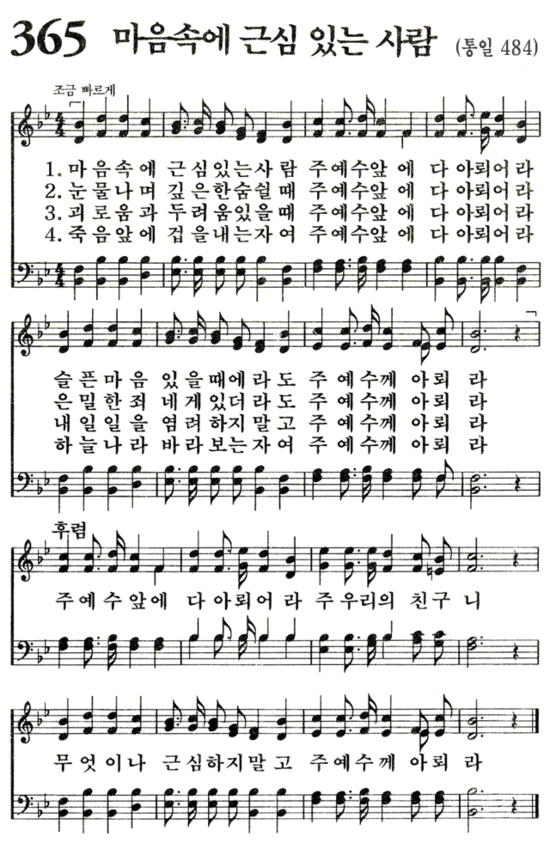 365 마음속에 근심 있는 사람 (통일 484)
조금 빠르게
1. 마음속에 근심있는사람 주예수앞에 다 아뢰어라
2. 눈물나며 깊은한숨쉴때 주예수앞에 다 아뢰어라
3. 괴로움과 두려움있을때 주예수앞에 다 아뢰어라
4. 죽음앞에 겁을내는자여 주예수앞에 다 아뢰어라
슬픈마음 있을때에라도 주예수께 아뢰 라
은밀한죄 네게있더라도 주예수께 아뢰 라
내일일을 염려하지말고 주예수께 아뢰 라
하늘나라 바라보는자여 주예수께 아뢰 라
후렴
주예수앞에 다아뢰어라 주우리의 친구 니
무엇이나 근심하지말고 주예수께 아뢰 라